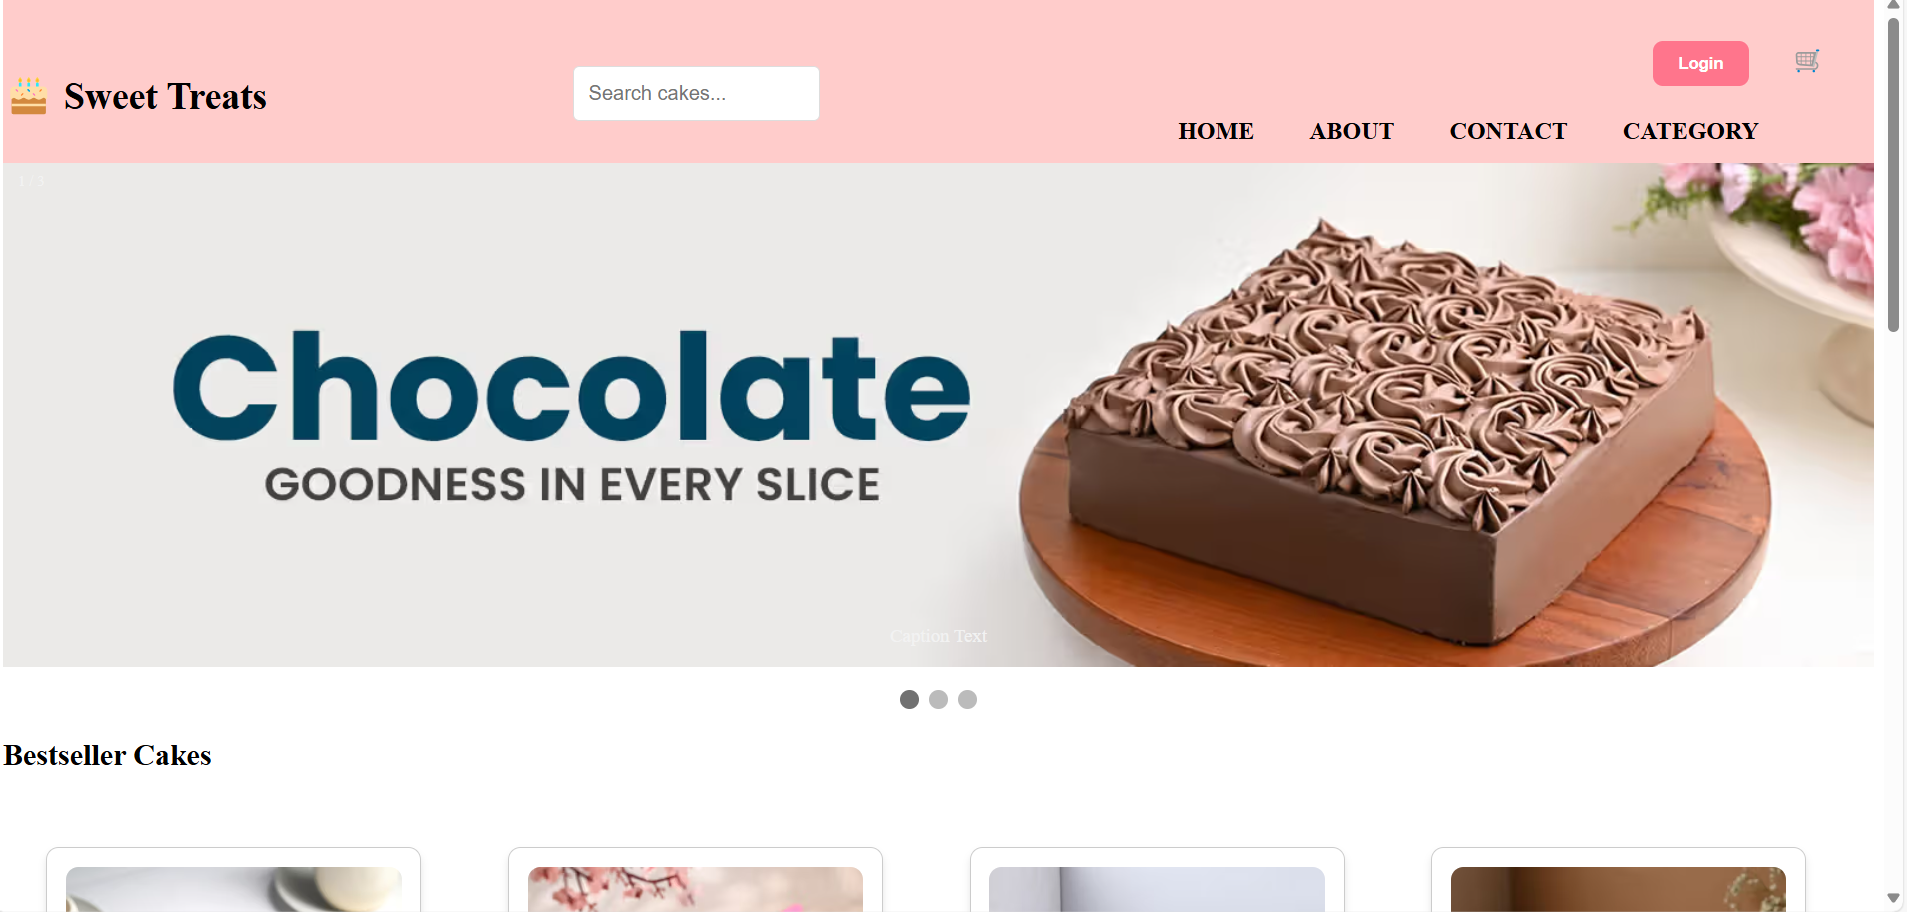 Sweet Treats
Search cakes...
Login
HOME ABOUT CONTACT CATEGORY
1 / 3
Chocolate
GOODNESS IN EVERY SLICE
Caption Text
Bestseller Cakes